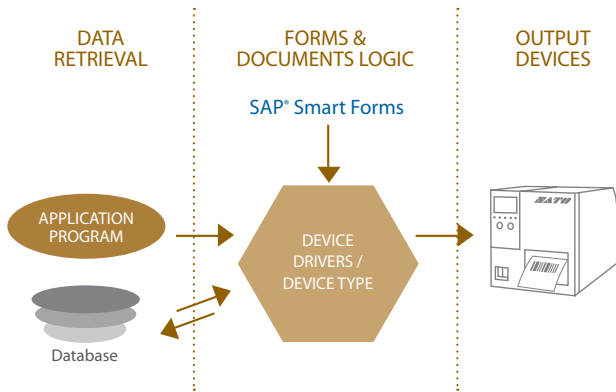 DATA
RETRIEVAL
FORMS &
DOCUMENTS LOGIC
OUTPUT
DEVICES
SAP® Smart Forms
APPLICATION
PROGRAM
DEVICE
DRIVERS /
DEVICE TYPE
SATO
Database